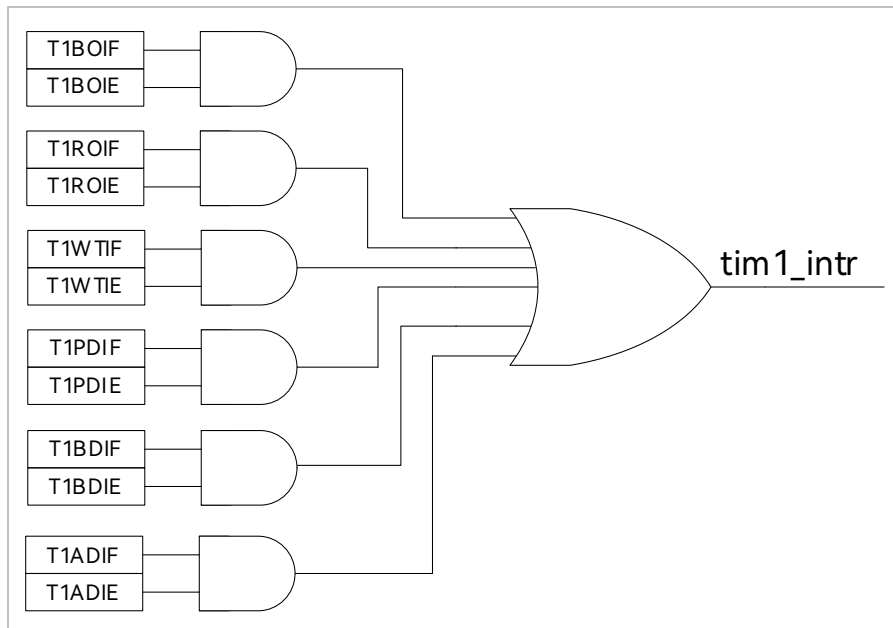 T1BOIF
T1BOIE
T1ROIF
T1ROIE
T1WTIF
T1WTIE
tim1_intr
T1PDIF
T1PDIE
T1BDIF
T1BDIE
T1ADIF
T1ADIE